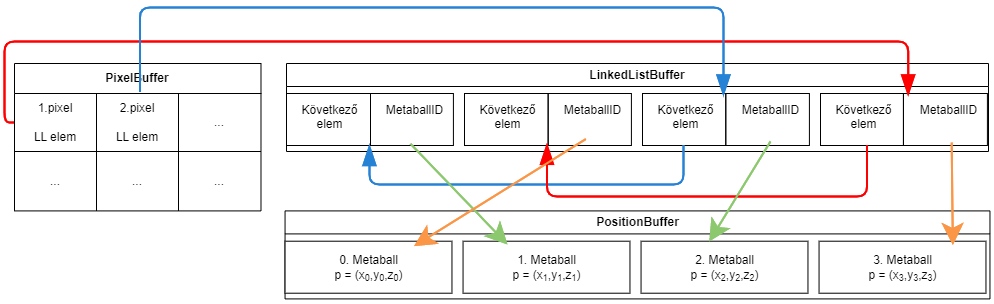 PixelBuffer
1.pixel
LL elem
2.pixel
LL elem
...
...
...
...
LinkedListBuffer
Következő
elem
MetaballID
Következő
elem
MetaballID
Következő
elem
MetaballID
Következő
elem
MetaballID
PositionBuffer
0. Metaball
p = (x₀,y₀,z₀)
1. Metaball
p = (x₁,y₁,z₁)
2. Metaball
p = (x₂,y₂,z₂)
3. Metaball
p = (x₃,y₃,z₃)